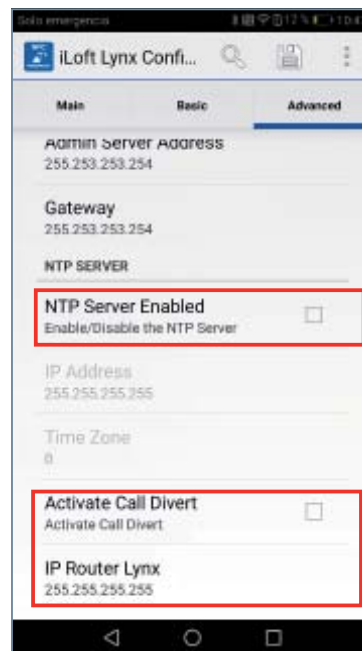 Solo emergencia
iLoft Lynx Confi...
Main Basic Advanced
Admin Server Address
255.253.253.254
Gateway
255.253.253.254
NTP SERVER
NTP Server Enabled
Enable/Disable the NTP Server
IP Address
255.255.255.255
Time Zone
0
Activate Call Divert
Activate Call Divert
IP Router Lynx
255.255.255.255